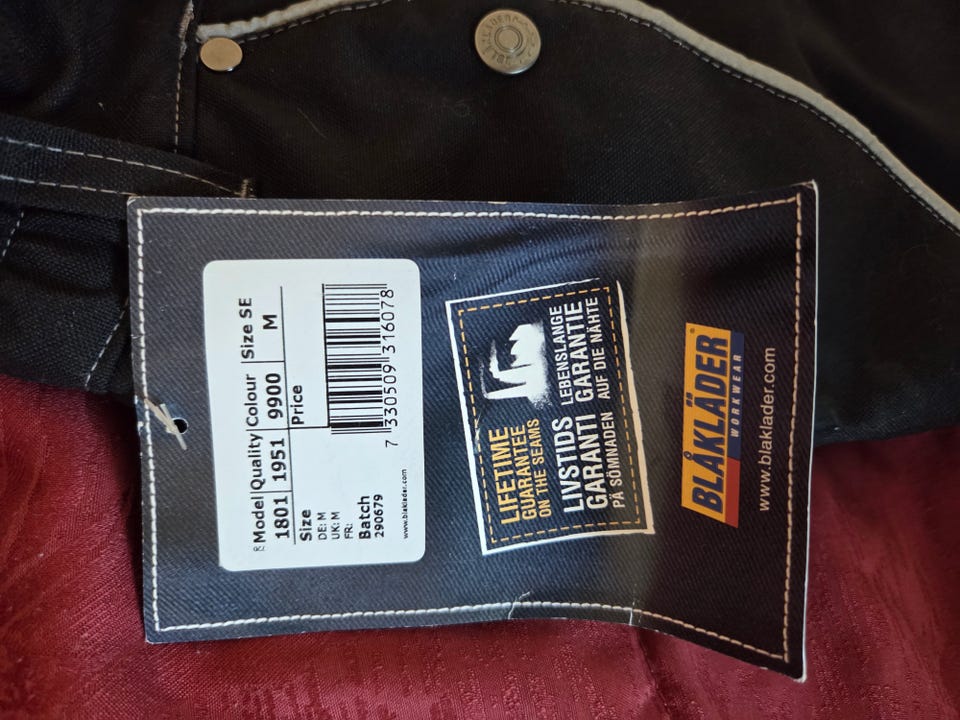 Model Quality Colour Size SE
1801 1951 9900 M
Size Price
DE: M
UK: M
FR:
Batch
290679
7 330509 316078
www.blaklader.com
LIFETIME
GUARANTEE
ON THE SEAMS
LIVSTIDS
GARANTI
PÅ SÖMNADEN
LEBENSLANGE
GARANTIE
AUF DIE NÄHTE
BLÅKLÄDER®
WORKWEAR
www.blaklader.com